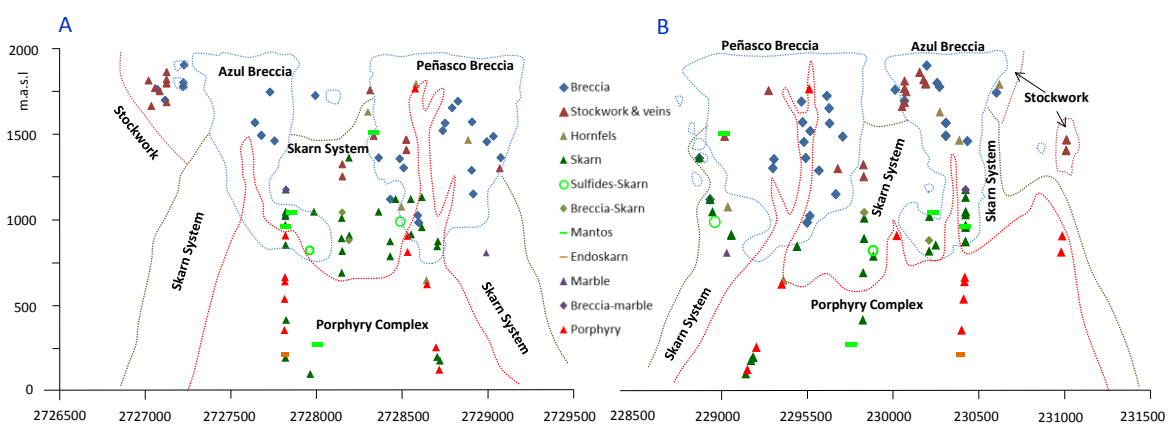 A
B
m.a.s.l
2000
1500
1000
500
0
Azul Breccia
Peñasco Breccia
Stockwork
Skarn System
Skarn System
Porphyry Complex
Skarn System
2726500
2727000
2727500
2728000
2728500
2729000
2729500
Breccia
Stockwork & veins
Hornfels
Skarn
Sulfides-Skarn
Breccia-Skarn
Mantos
Endoskarn
Marble
Breccia-marble
Porphyry
Peñasco Breccia
Azul Breccia
Stockwork
Skarn System
Skarn System
Skarn System
Porphyry Complex
228500
229000
229500
230000
230500
231000
231500